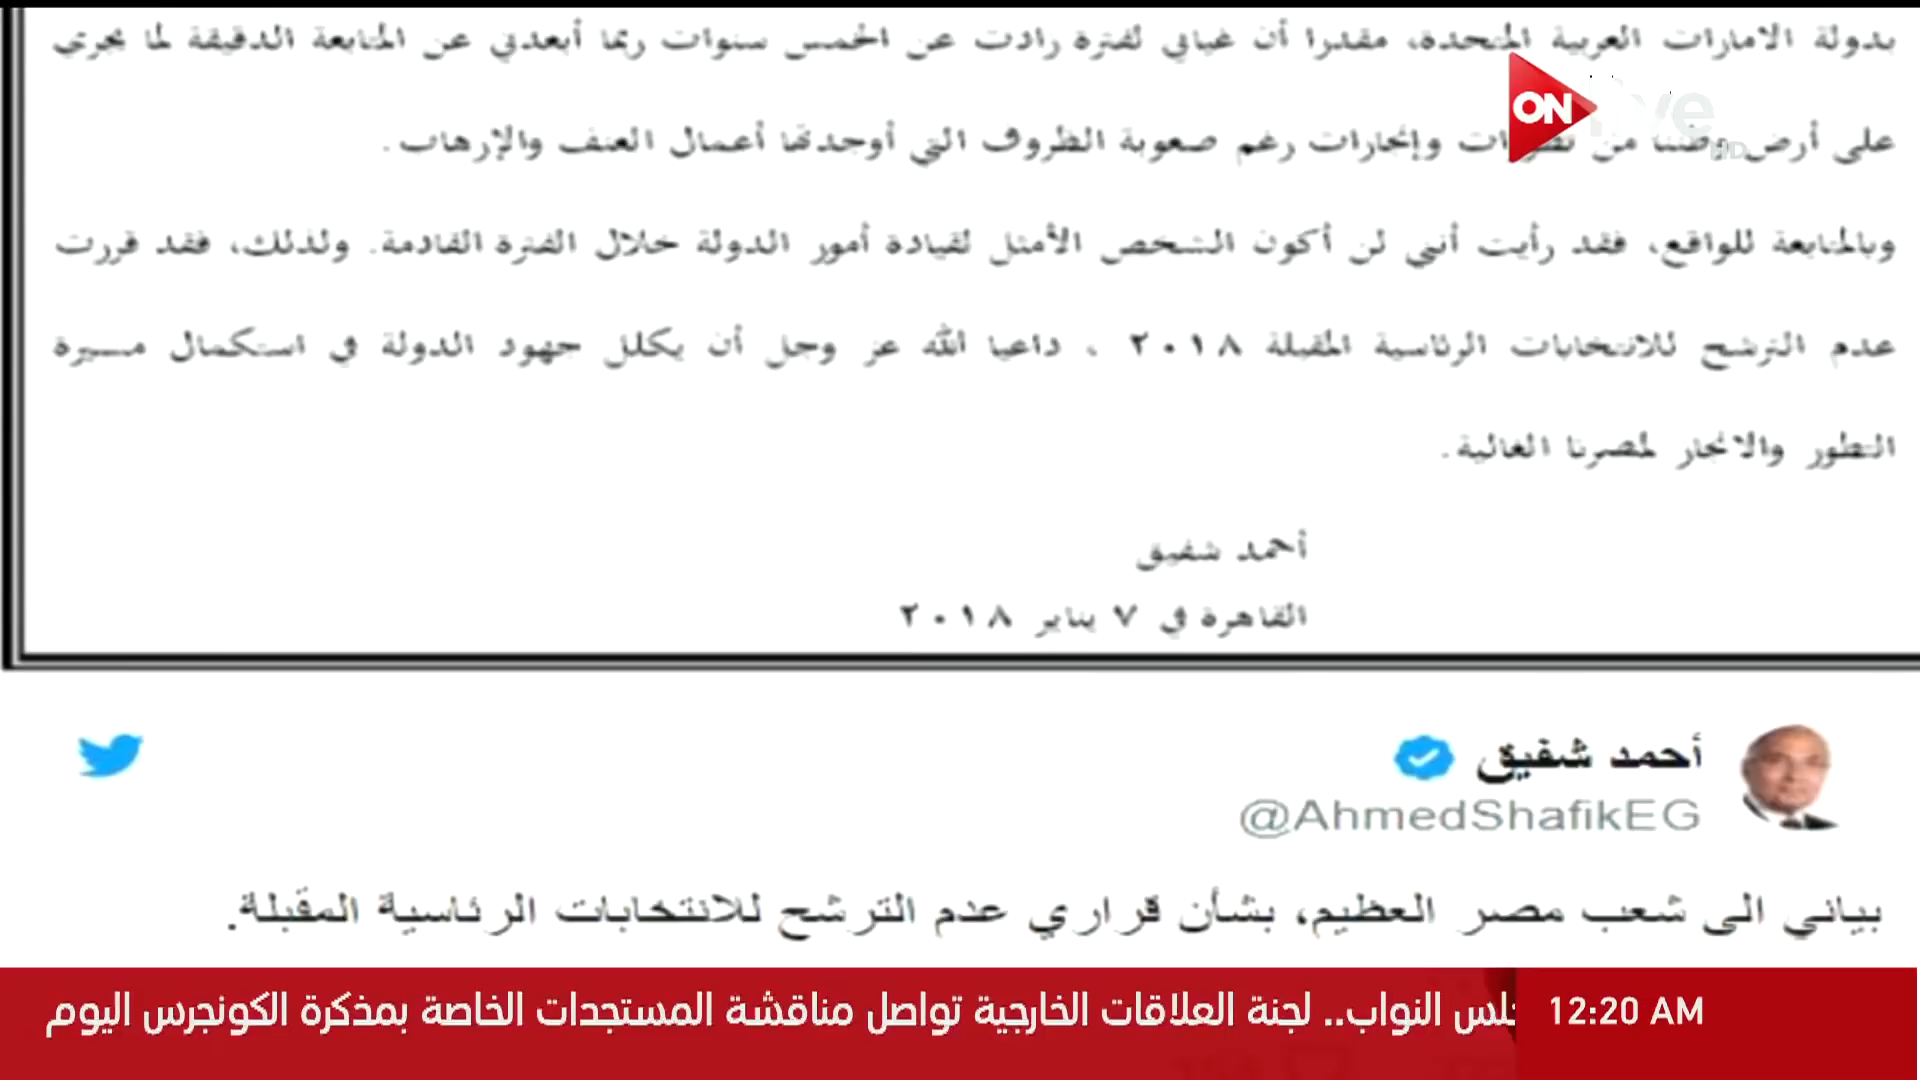 بدولة الامارات العربية المتحدة، مقدرا أن غيابي لفترة زادت عن الخمس سنوات ربما أبعدني عن المتابعة الدقيقة لما يجري
على أرض وطننا من تطورات وإنجازات رغم صعوبة الظروف التي أوجدتها أعمال العنف والإرهاب.
وبالمتابعة للواقع، فقد رأيت أنني لن أكون الشخص الأمثل لقيادة أمور الدولة خلال الفترة القادمة. ولذلك، فقد قررت
عدم الترشح للانتخابات الرئاسية المقبلة ٢٠١٨ ، داعيا الله عز وجل أن يكلل جهود الدولة في استكمال مسيرة
التطور والانجاز لمصرنا الغالية.
أحمد شفيق
القاهرة في ٧ يناير ٢٠١٨
ON live HD
أحمد شفيق
@AhmedShafikEG
بياني الى شعب مصر العظيم، بشأن قراري عدم الترشح للانتخابات الرئاسية المقبلة.
12:20 AM
النواب.. لجنة العلاقات الخارجية تواصل مناقشة المستجدات الخاصة بمذكرة الكونجرس اليوم